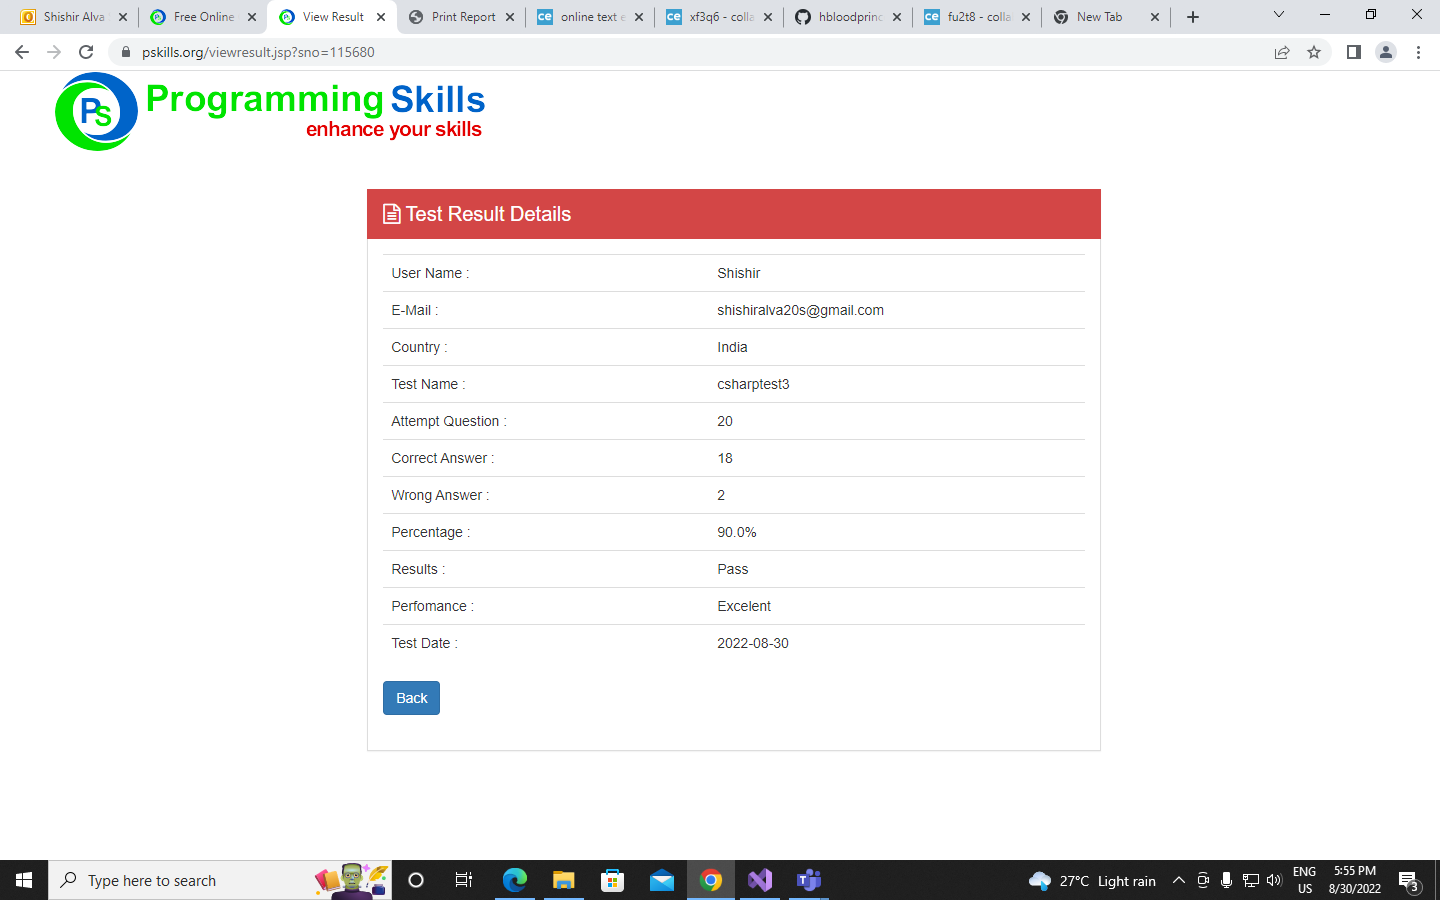 Shishir Alva
Free Online
View Result
Print Report
online text e
xf3q6 - colla
hbloodprinc
fu2t8 - colla
New Tab
pskills.org/viewresult.jsp?sno=115680
PS
Programming Skills
enhance your skills
Test Result Details
User Name : Shishir
E-Mail : shishiralva20s@gmail.com
Country : India
Test Name : csharptest3
Attempt Question : 20
Correct Answer : 18
Wrong Answer : 2
Percentage : 90.0%
Results : Pass
Perfomance : Excelent
Test Date : 2022-08-30
Back
Type here to search
27°C Light rain
ENG
US
5:55 PM
8/30/2022
3